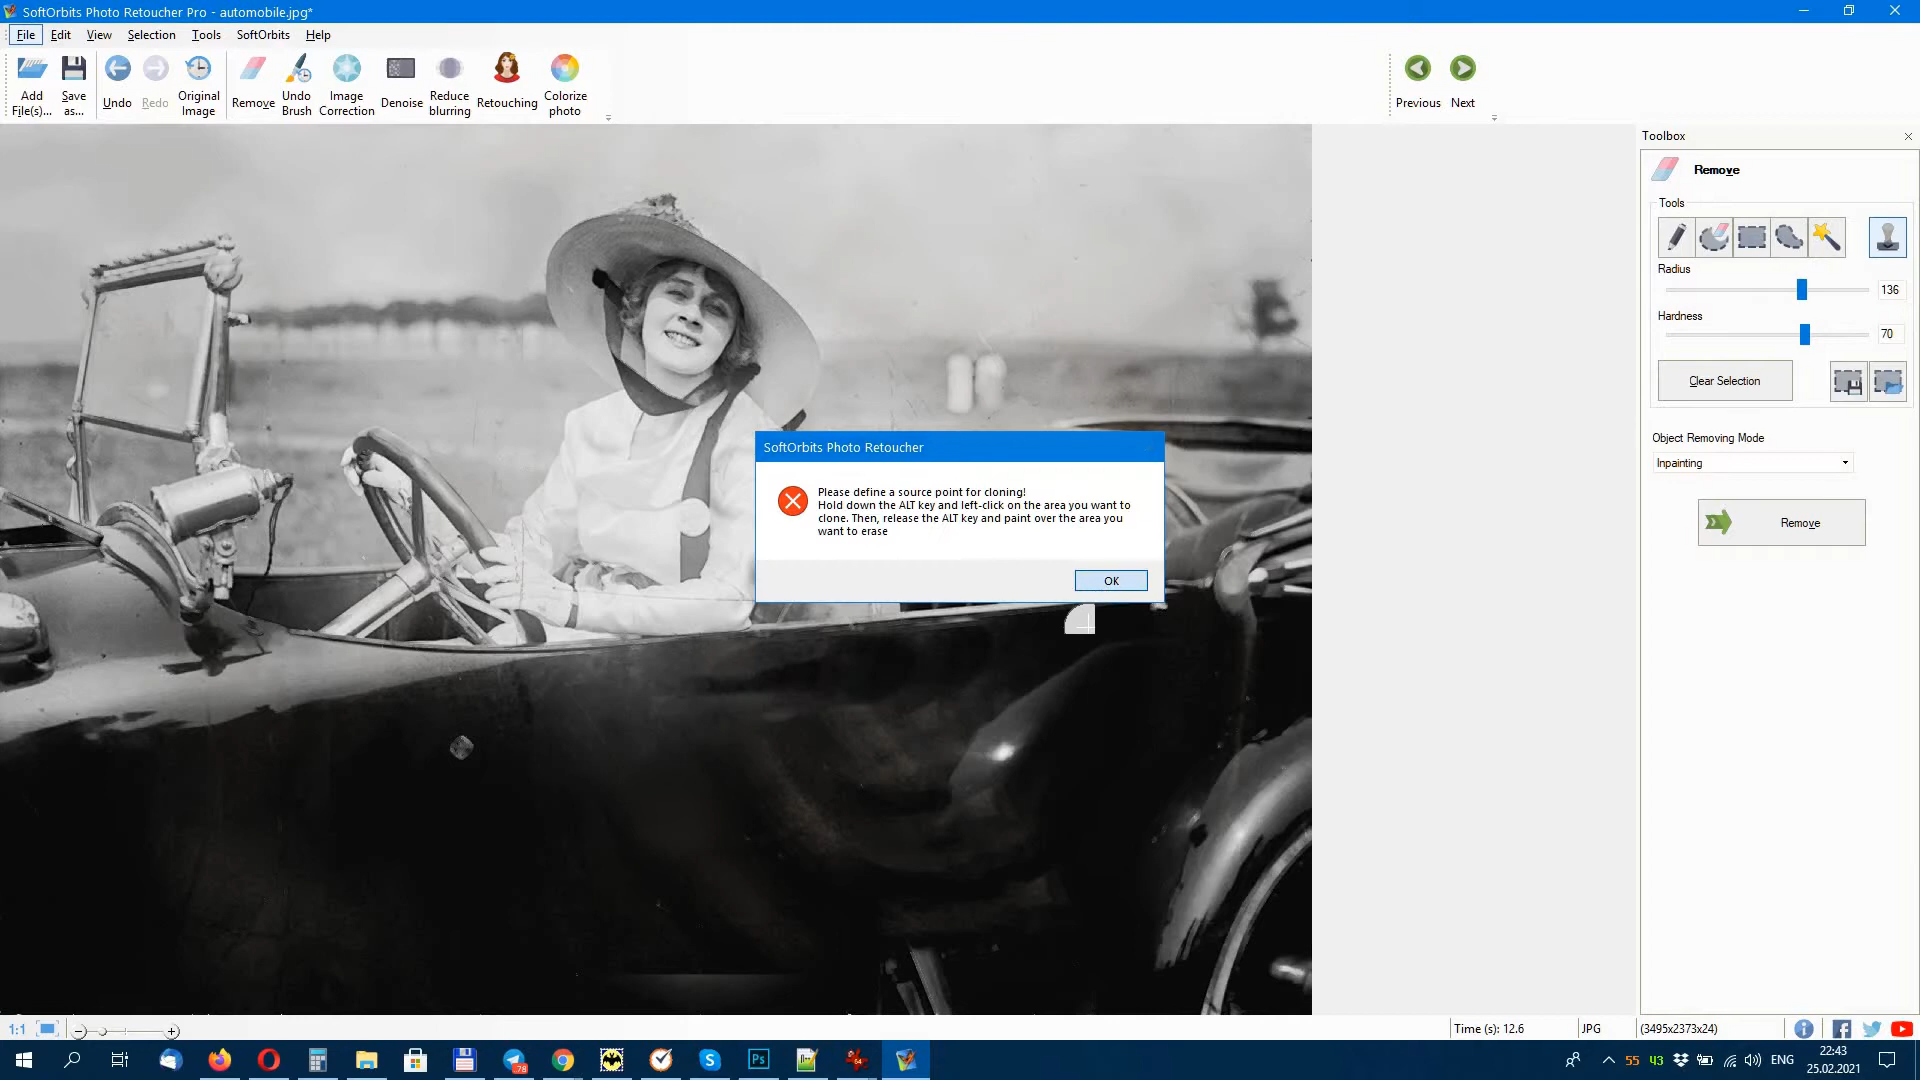 SoftOrbits Photo Retoucher Pro - automobile.jpg*
File Edit View Selection Tools SoftOrbits Help
Add File(s)...
Save as...
Undo
Redo
Original Image
Remove
Undo Brush
Image Correction
Denoise
Reduce blurring
Retouching
Colorize photo
Previous
Next
Toolbox
Remove
Tools
Radius
136
Hardness
70
Clear Selection
Object Removing Mode
Inpainting
Remove
SoftOrbits Photo Retoucher
Please define a source point for cloning!
Hold down the ALT key and left-click on the area you want to
clone. Then, release the ALT key and paint over the area you
want to erase
OK
1:1
Time (s): 12.6
JPG
(3495x2373x24)
78
Ps
64
55
43
ENG
22:43
25.02.2021